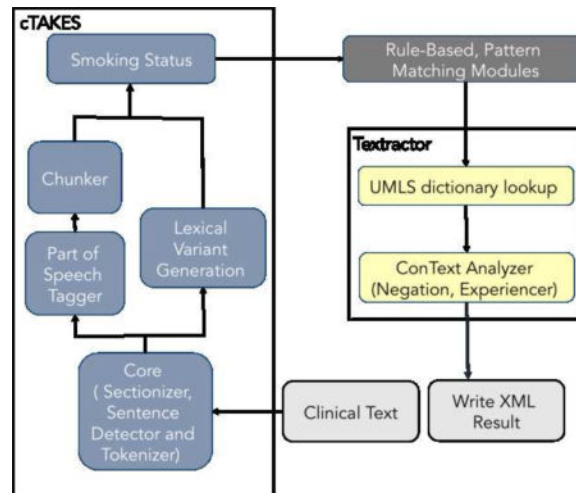 cTAKES
Smoking Status
Rule-Based, Pattern
Matching Modules
Textractor
Chunker
UMLS dictionary lookup
Lexical
Variant
Generation
Part of
Speech
Tagger
ConText Analyzer
(Negation, Experiencer)
Core
( Sectionizer,
Sentence
Detector and
Tokenizer)
Clinical Text
Write XML
Result